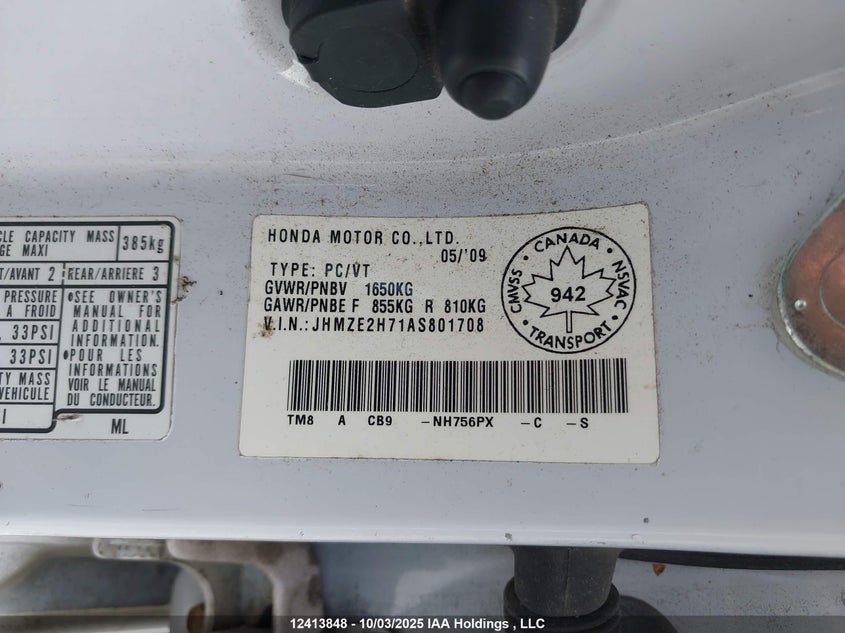 CLE CAPACITY MASS 385kg
GE MAXI
T/AVANT 2 REAR/ARRIERE 3
PRESSURE
A FROID
33PSI
33PSI
TY MASS
VEHICULE
•SEE OWNER'S
MANUAL FOR
ADDITIONAL
INFORMATION
•POUR LES
INFORMATIONS
VOIR LE MANUAL
DU CONDUCTEUR.
ML
HONDA MOTOR CO.,LTD.
05/'09
TYPE: PC/VT
GVWR/PNBV 1650KG
GAWR/PNBE F 855KG R 810KG
V.I.N.: JHMZE2H71AS801708
CANADA
CMVSS
942
NSVAC
TRANSPORT
TM8 A CB9 -NH756PX -C -S
12413848 - 10/03/2025 IAA Holdings , LLC